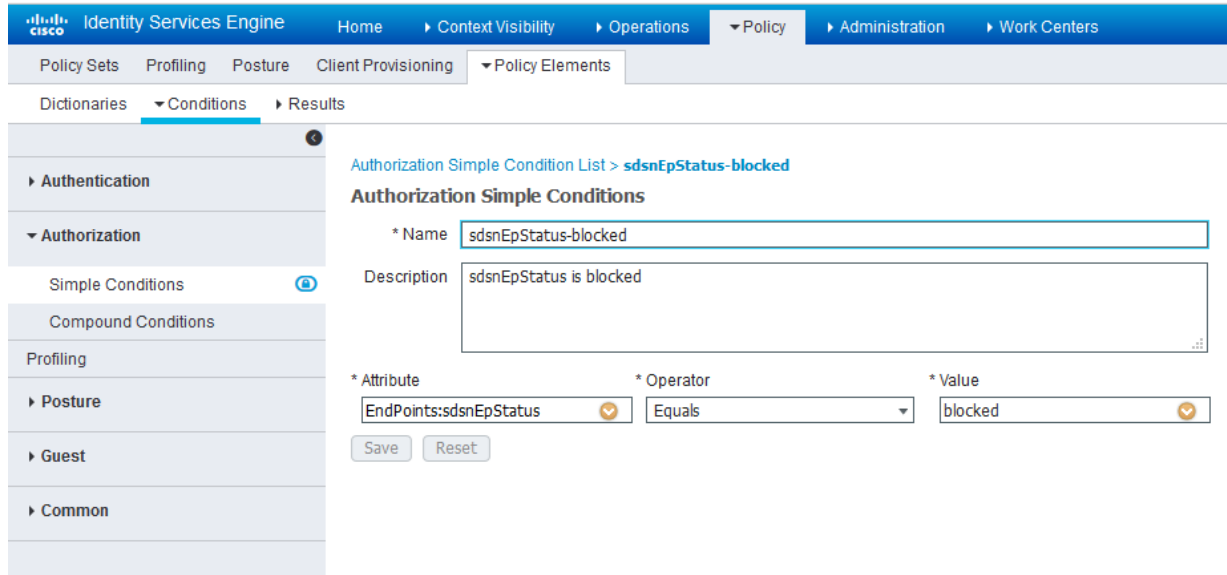 cisco Identity Services Engine Home Context Visibility Operations Policy Administration Work Centers
Policy Sets Profiling Posture Client Provisioning Policy Elements
Dictionaries Conditions Results
Authentication
Authorization
Simple Conditions
Compound Conditions
Profiling
Posture
Guest
Common
Authorization Simple Condition List > sdsnEpStatus-blocked
Authorization Simple Conditions
* Name sdsnEpStatus-blocked
Description sdsnEpStatus is blocked
* Attribute * Operator * Value
EndPoints:sdsnEpStatus Equals blocked
Save Reset